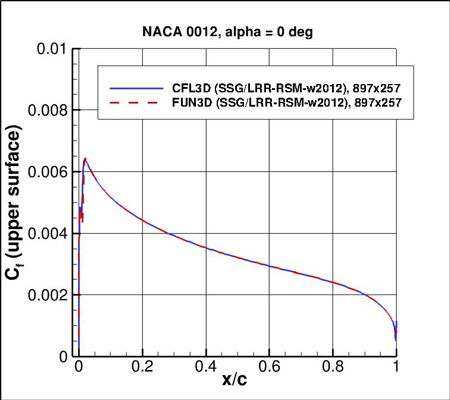 NACA 0012, alpha = 0 deg
CFL3D (SSG/LRR-RSM-w2012), 897x257
FUN3D (SSG/LRR-RSM-w2012), 897x257
Cf (upper surface)
0.01
0.008
0.006
0.004
0.002
0
0 0.2 0.4 0.6 0.8 1
x/c